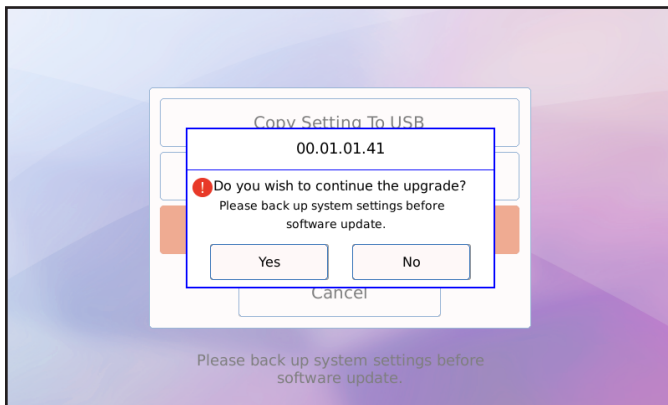 Copy Setting To USB
00.01.01.41
Do you wish to continue the upgrade?
Please back up system settings before
software update.
Yes
No
Cancel
Please back up system settings before
software update.